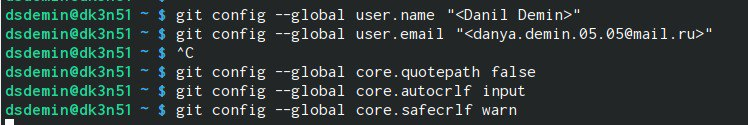 dsdemin@dk3n51 ~ $ git config --global user.name "<Danil Demin>"
dsdemin@dk3n51 ~ $ git config --global user.email "<danya.demin.05.05@mail.ru>"
dsdemin@dk3n51 ~ $ ^C
dsdemin@dk3n51 ~ $ git config --global core.quotepath false
dsdemin@dk3n51 ~ $ git config --global core.autocrlf input
dsdemin@dk3n51 ~ $ git config --global core.safecrlf warn